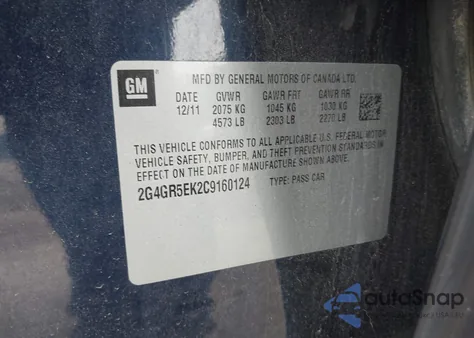 GM
MFD BY GENERAL MOTORS OF CANADA LTD.
DATE GVWR GAWR FRT GAWR RR
12/11 2075 KG 1045 KG 1030 KG
4573 LB 2303 LB 2270 LB
THIS VEHICLE CONFORMS TO ALL APPLICABLE U.S. FEDERAL MOTOR
VEHICLE SAFETY, BUMPER, AND THEFT PREVENTION STANDARDS IN
EFFECT ON THE DATE OF MANUFACTURE SHOWN ABOVE.
2G4GR5EK2C9160124 TYPE: PASS CAR
autoSnap